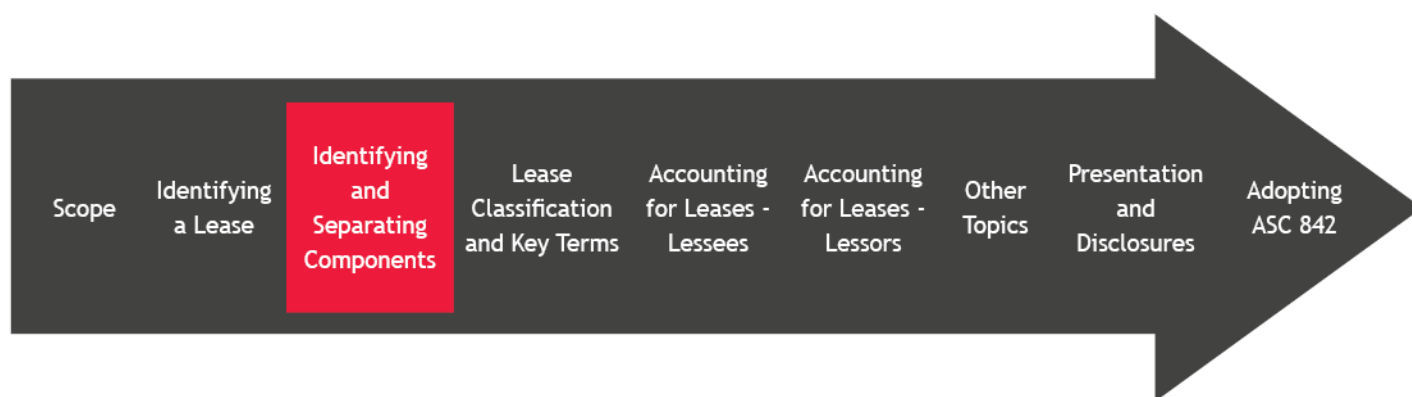 Scope
Identifying
a Lease
Identifying
and
Separating
Components
Lease
Classification
and Key Terms
Accounting
for Leases -
Lessees
Accounting
for Leases -
Lessors
Other
Topics
Presentation
and
Disclosures
Adopting
ASC 842